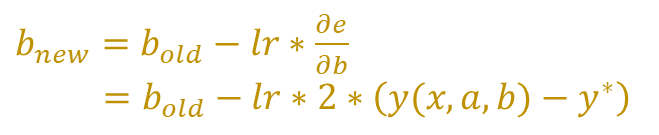 b_new = b_old − lr * ∂e/∂b
= b_old − lr * 2 * (y(x, a, b) − y*)